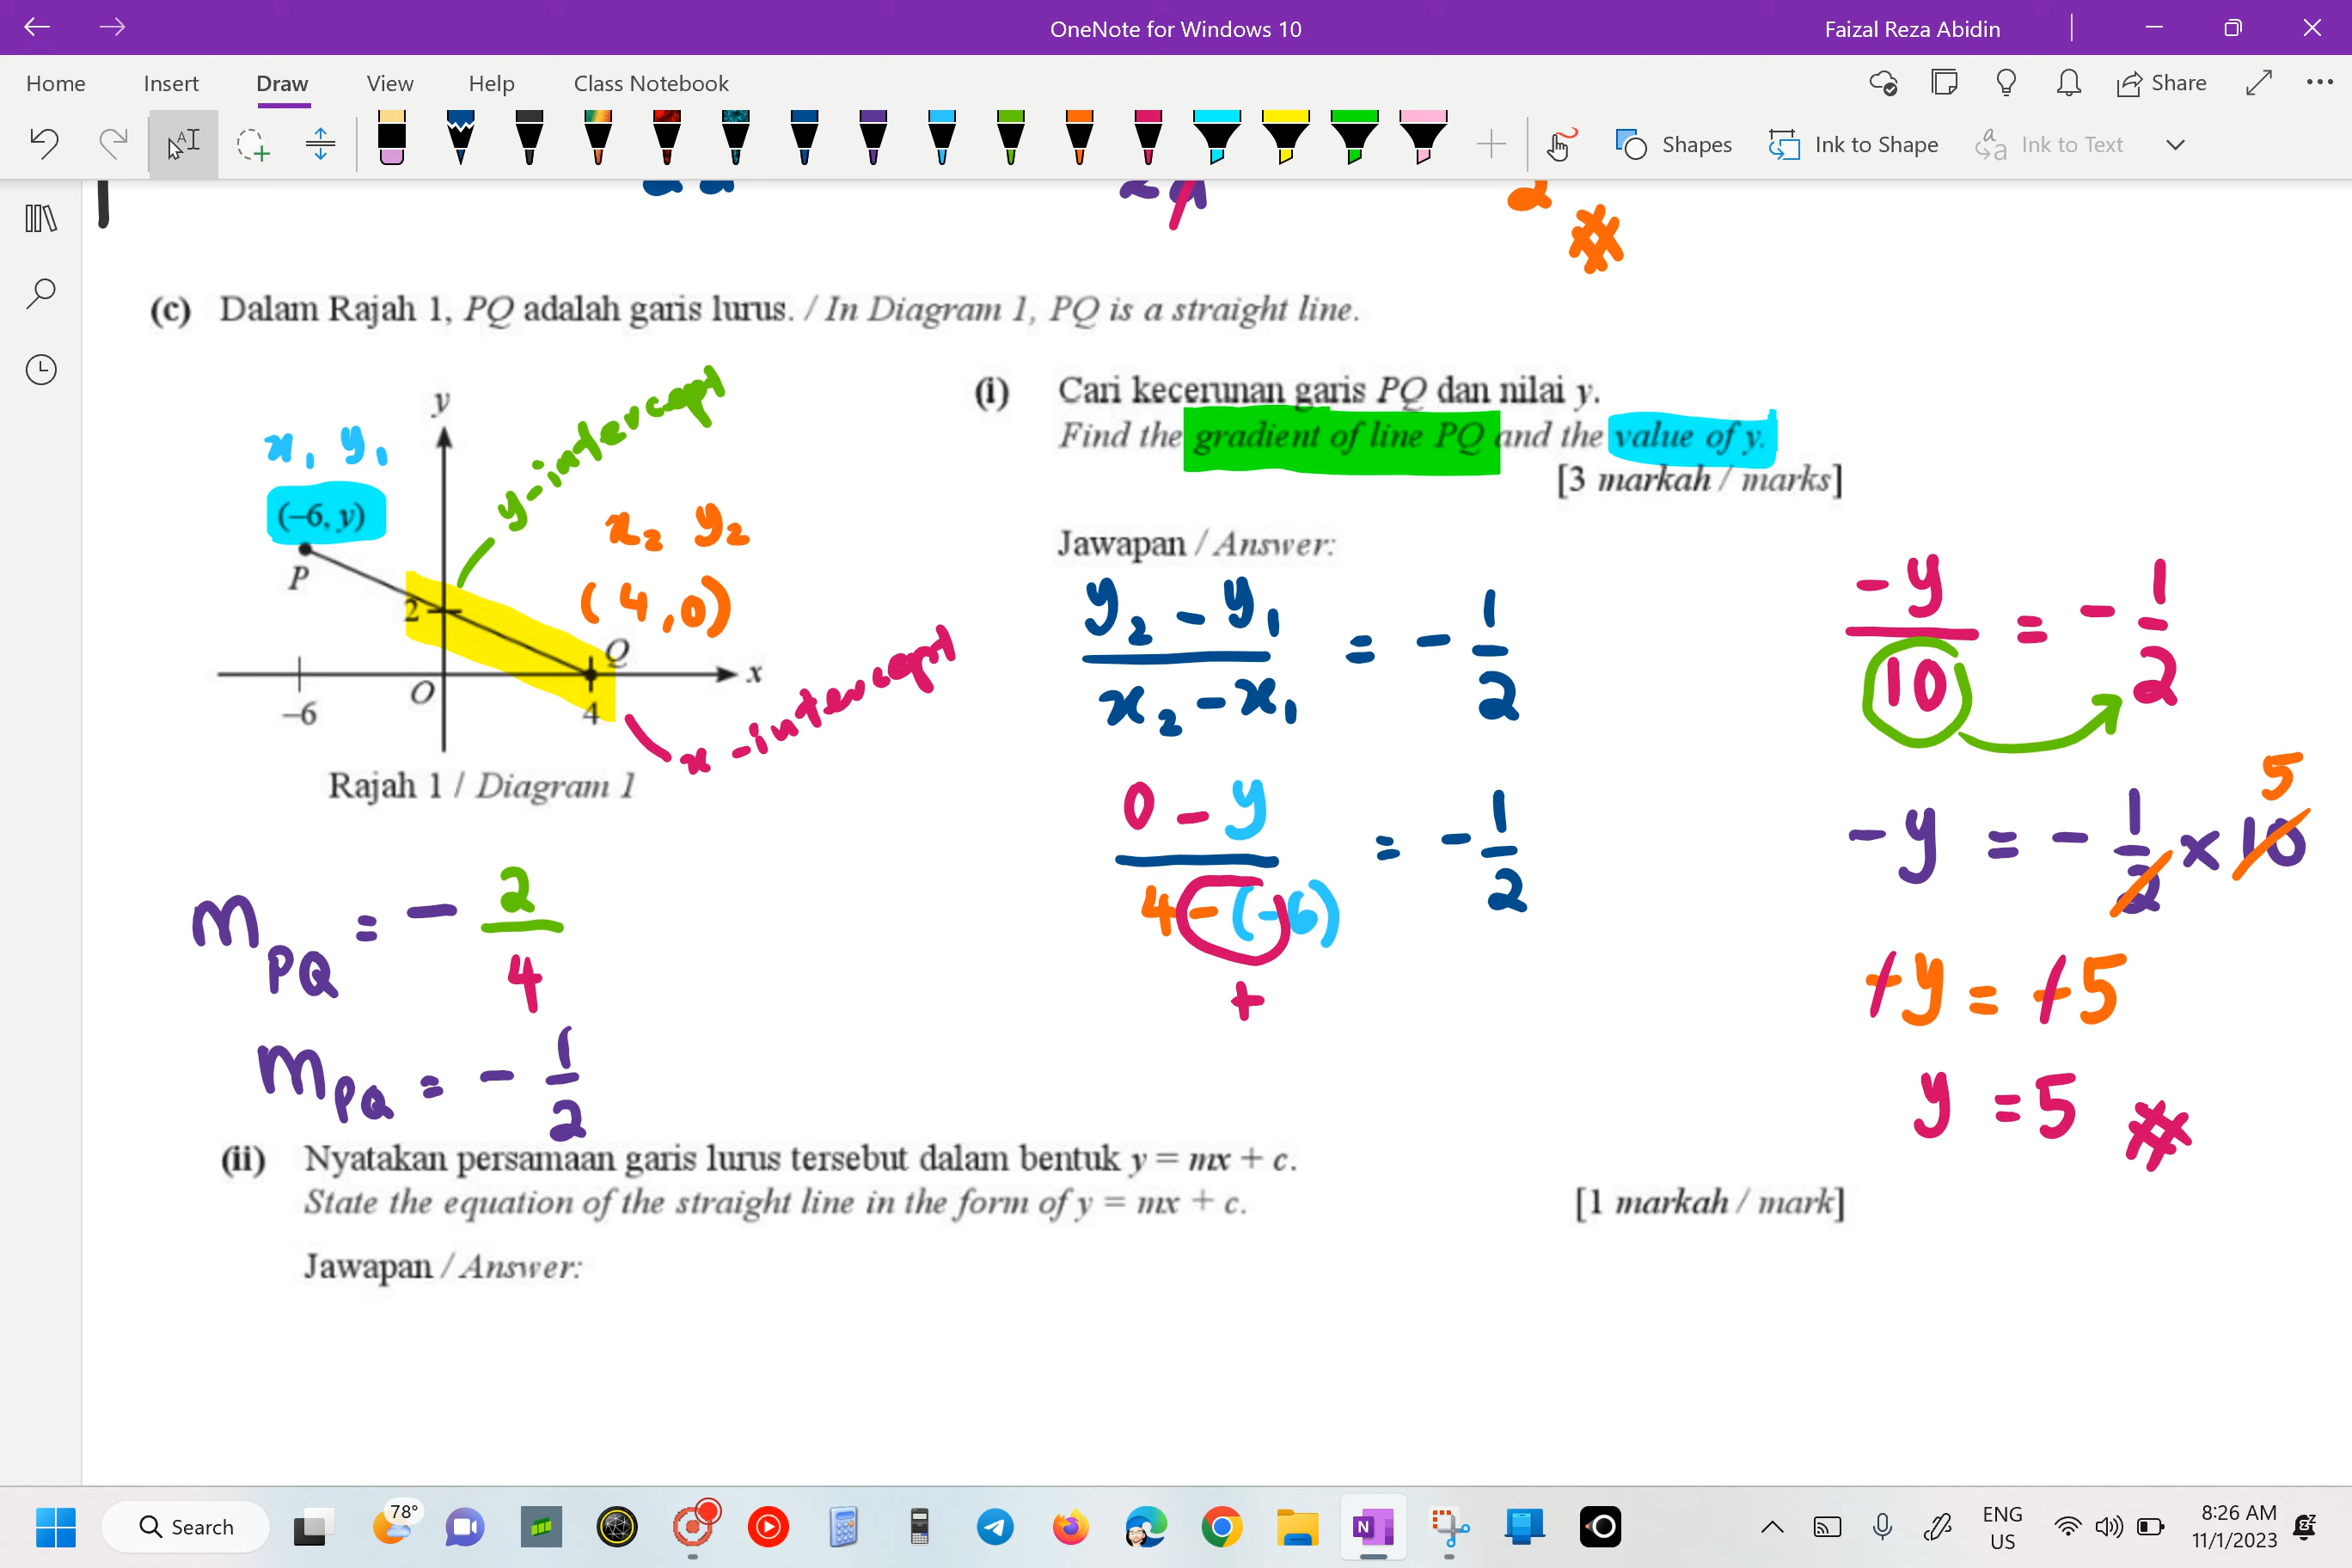 OneNote for Windows 10
Faizal Reza Abidin
Home Insert Draw View Help Class Notebook
Share
Shapes Ink to Shape Ink to Text
(c) Dalam Rajah 1, PQ adalah garis lurus. / In Diagram 1, PQ is a straight line.
(i) Cari kecerunan garis PQ dan nilai y.
Find the gradient of line PQ and the value of y.
[3 markah / marks]
Jawapan / Answer:
y
y-intercept
x₁ y₁
(–6, y)
P
x₂ y₂
(4,0)
2
Q
x
O
–6
4
x-intercept
Rajah 1 / Diagram 1
m PQ = - 2/4
m PQ = - 1/2
y₂ - y₁ / x₂ - x₁ = - 1/2
0 - y / 4 - (-6) = - 1/2
+
-y / 10 = - 1/2
-y = - 1/2 × 10
5
+y = +5
y = 5 #
(ii) Nyatakan persamaan garis lurus tersebut dalam bentuk y = mx + c.
State the equation of the straight line in the form of y = mx + c.
[1 markah / mark]
Jawapan / Answer:
78°
Search
ENG
US
8:26 AM
11/1/2023